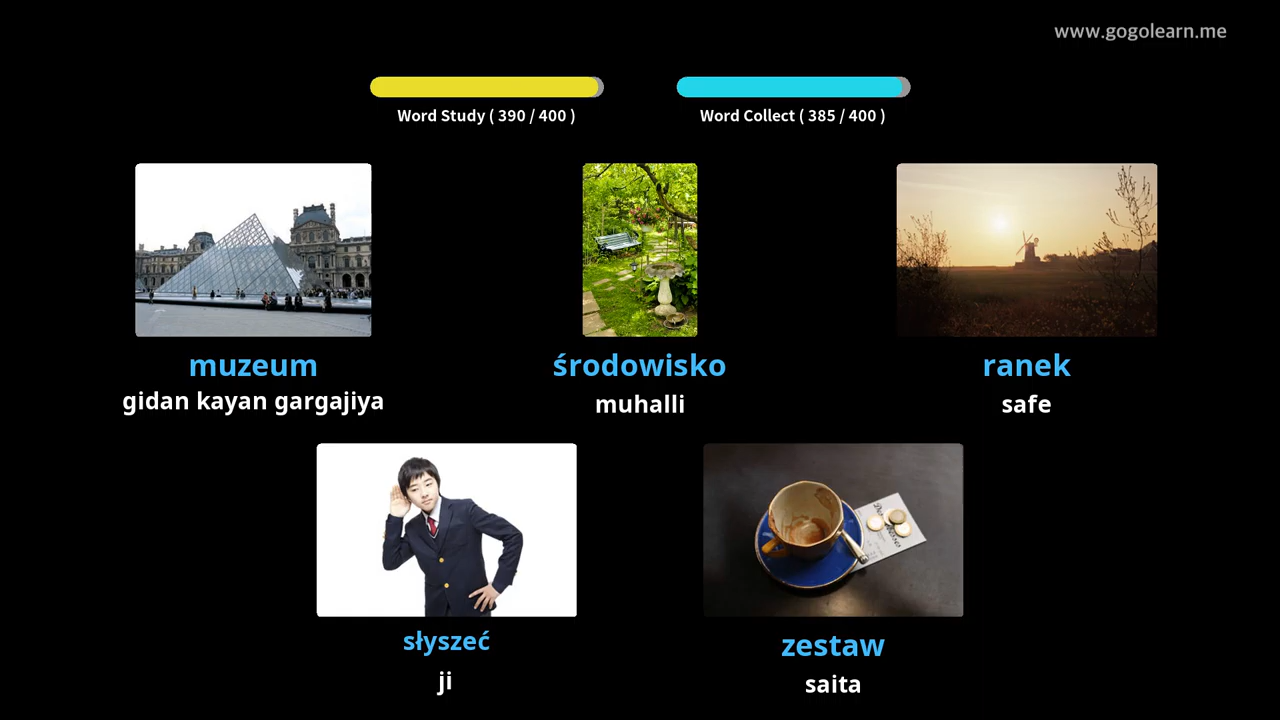 www.gogolearn.me
Word Study ( 390 / 400 )
Word Collect ( 385 / 400 )
muzeum
gidan kayan gargajiya
środowisko
muhalli
ranek
safe
słyszeć
ji
zestaw
saita